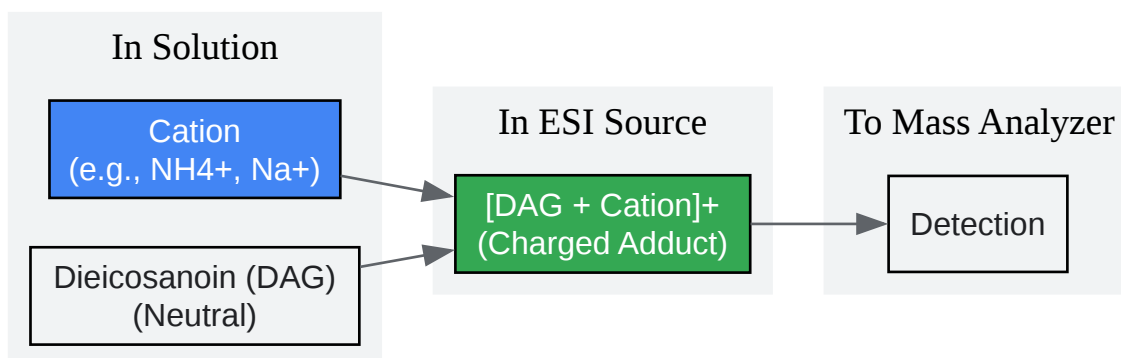 In Solution
Cation
(e.g., NH4+, Na+)
Dieicosanoin (DAG)
(Neutral)
In ESI Source
[DAG + Cation]+
(Charged Adduct)
To Mass Analyzer
Detection